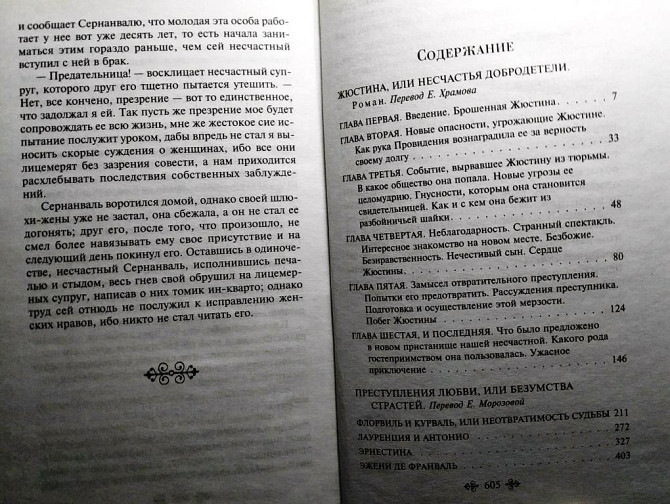 и сообщает Сернанвалю, что молодая эта особа работа-
ет у нее вот уже десять лет, то есть начала зани-
маться этим гораздо раньше, чем сей несчастный
вступил с ней в брак.
— Предательница! — восклицает несчастный суп-
руг, которого друг его тщетно пытается утешить. —
Нет, все кончено, презрение — вот то единственное,
что задолжал я ей. Так пусть же презрение мое будет
сопровождать ее всю жизнь, мне же жестокое сие ис-
пытание послужит уроком, дабы впредь не стал я вы-
носить скорые суждения о женщинах, ибо все они
лицемерят без зазрения совести, а нам приходится
расхлебывать последствия собственных заблужде-
ний.
Сернанваль воротился домой, однако своей шлю-
хи-жены уже не застал, она сбежала, а он не стал ее
догонять; друг его, после того, что произошло, не
смел более навязывать ему свое присутствие и на
следующий день покинул его. Оставшись в одиноче-
стве, несчастный Сернанваль, исполнившись печа-
лью и стыдом, весь гнев свой обрушил на лицемер-
ных супруг, написав о них томик ин-кварто; однако
труд сей отнюдь не послужил к исправлению жен-
ских нравов, ибо никто не стал читать его.
СОДЕРЖАНИЕ
ЖЮСТИНА, ИЛИ НЕСЧАСТЬЯ ДОБРОДЕТЕЛИ.
Роман. Перевод Е. Храмова
ГЛАВА ПЕРВАЯ. Введение. Брошенная Жюстина. . . . . . 7
ГЛАВА ВТОРАЯ. Новые опасности, угрожающие Жюстине.
Как рука Провидения вознаградила ее за верность
своему долгу . . . . . . . . . . . . . . . . . . 33
ГЛАВА ТРЕТЬЯ. Событие, вырвавшее Жюстину из тюрьмы.
В какое общество она попала. Новые угрозы ее
целомудрию. Гнусности, которым она становится
свидетельницей. Как и с кем она бежит из
разбойничьей шайки. . . . . . . . . . . . . . . 48
ГЛАВА ЧЕТВЕРТАЯ. Неблагодарность. Странный спектакль.
Интересное знакомство на новом месте. Безбожие.
Безнравственность. Нечестивый сын. Сердце
Жюстины . . . . . . . . . . . . . . . . . . . . 80
ГЛАВА ПЯТАЯ. Замысел отвратительного преступления.
Попытки его предотвратить. Рассуждения преступника.
Подготовка и осуществление этой мерзости.
Побег Жюстины . . . . . . . . . . . . . . . . . 124
ГЛАВА ШЕСТАЯ, И ПОСЛЕДНЯЯ. Что было предложено
в новом пристанище нашей несчастной. Какого рода
гостеприимством она пользовалась. Ужасное
приключение . . . . . . . . . . . . . . . . . . 146
ПРЕСТУПЛЕНИЯ ЛЮБВИ, ИЛИ БЕЗУМСТВА
СТРАСТЕЙ. Перевод Е. Морозовой
ФЛОРВИЛЬ И КУРВАЛЬ, ИЛИ НЕОТВРАТИМОСТЬ СУДЬБЫ 211
ЛАУРЕНЦИЯ И АНТОНИО . . . . . . . . . . . . . . 272
ЭРНЕСТИНА . . . . . . . . . . . . . . . . . . . 327
ЭЖЕНИ ДЕ ФРАНВАЛЬ . . . . . . . . . . . . . . . 403
605